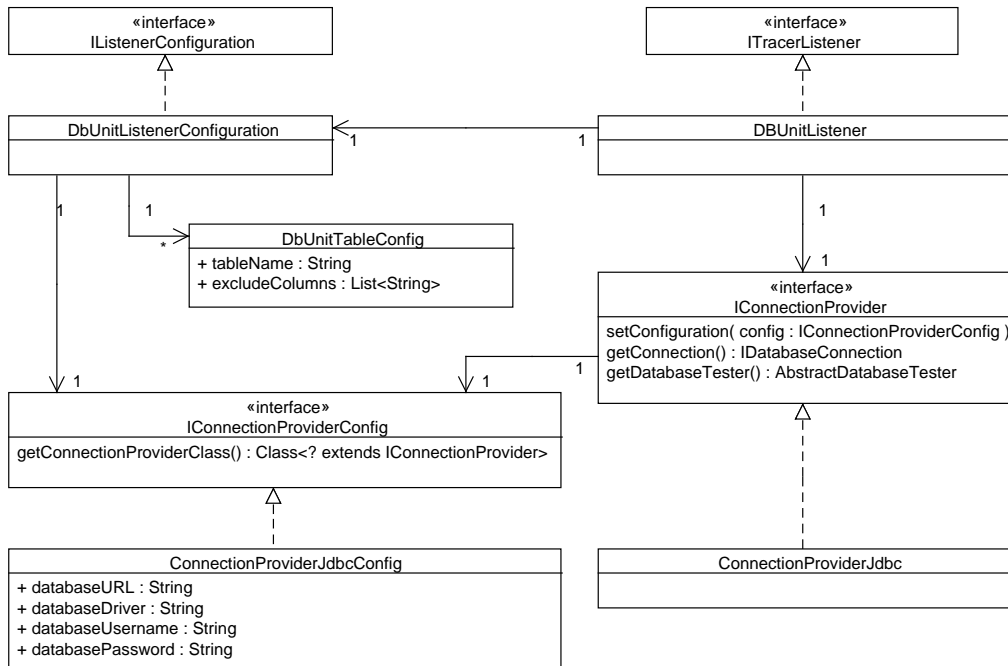 «interface»
IListenerConfiguration
«interface»
ITracerListener
DbUnitListenerConfiguration
DBUnitListener
1
1
1
1
1
*
DbUnitTableConfig
+ tableName : String
+ excludeColumns : List<String>
1
«interface»
IConnectionProvider
setConfiguration( config : IConnectionProviderConfig )
getConnection() : IDatabaseConnection
getDatabaseTester() : AbstractDatabaseTester
1
1
1
«interface»
IConnectionProviderConfig
getConnectionProviderClass() : Class<? extends IConnectionProvider>
ConnectionProviderJdbcConfig
+ databaseURL : String
+ databaseDriver : String
+ databaseUsername : String
+ databasePassword : String
ConnectionProviderJdbc